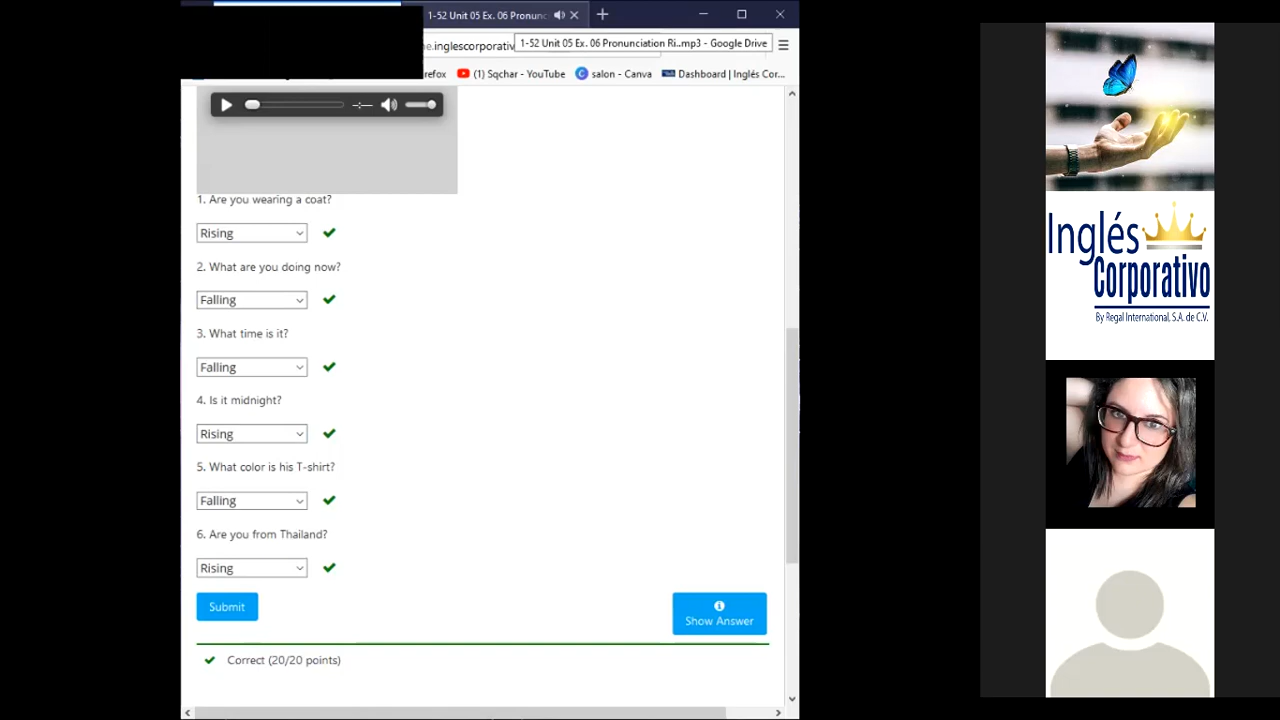 1-52 Unit 05 Ex. 06 Pronunc
ne.inglescorporativ
1-52 Unit 05 Ex. 06 Pronunciation Ri..mp3 - Google Drive
refox
(1) Sqchar - YouTube
salon - Canva
Dashboard | Inglés Cor...
-:--
1. Are you wearing a coat?
Rising
2. What are you doing now?
Falling
3. What time is it?
Falling
4. Is it midnight?
Rising
5. What color is his T-shirt?
Falling
6. Are you from Thailand?
Rising
Submit
Show Answer
Correct (20/20 points)
Inglés
Corporativo
By Regal International, S.A. de C.V.